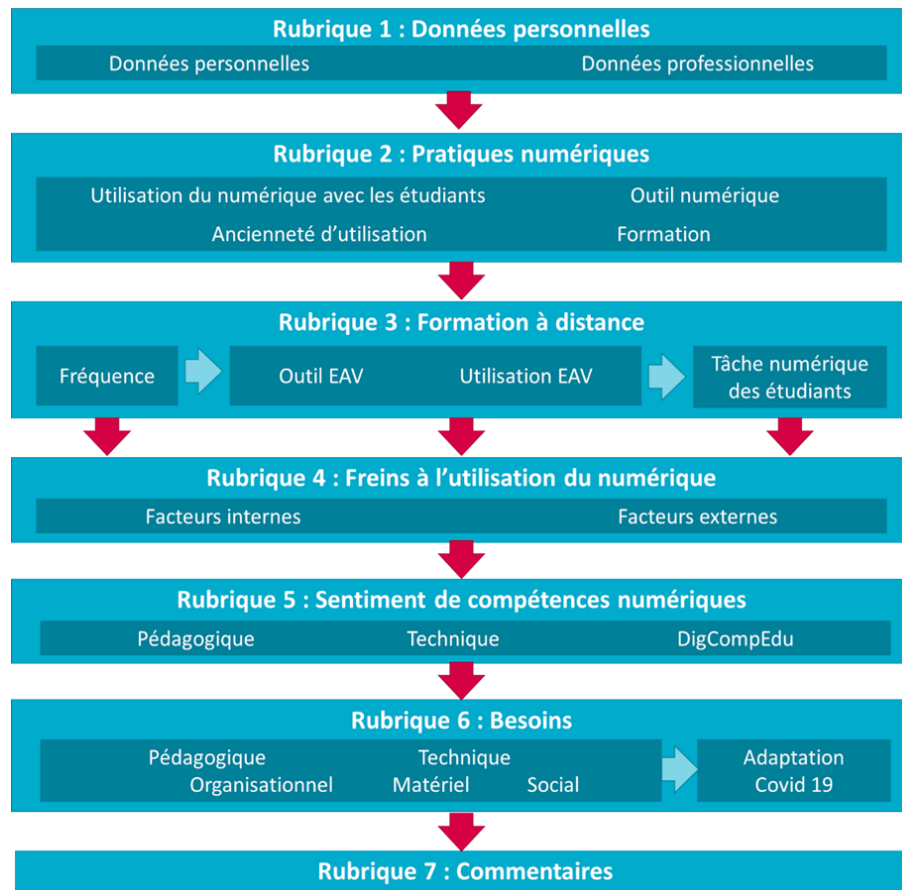 Rubrique 1 : Données personnelles
Données personnelles Données professionnelles
Rubrique 2 : Pratiques numériques
Utilisation du numérique avec les étudiants Outil numérique
Ancienneté d’utilisation Formation
Rubrique 3 : Formation à distance
Fréquence
Outil EAV Utilisation EAV
Tâche numérique
des étudiants
Rubrique 4 : Freins à l’utilisation du numérique
Facteurs internes Facteurs externes
Rubrique 5 : Sentiment de compétences numériques
Pédagogique Technique DigCompEdu
Rubrique 6 : Besoins
Pédagogique Technique
Organisationnel Matériel Social
Adaptation
Covid 19
Rubrique 7 : Commentaires